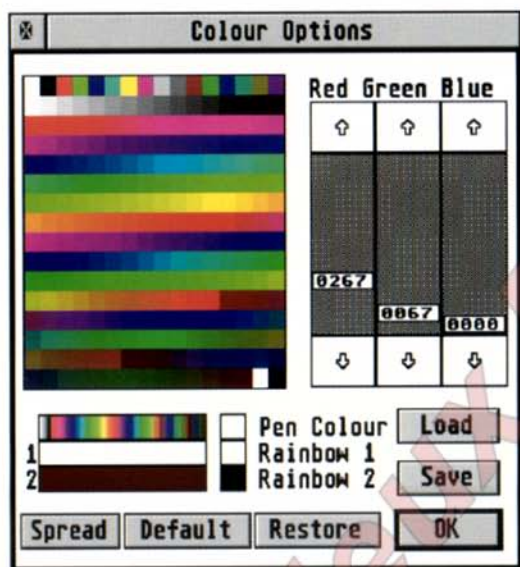 Colour Options
Red Green Blue
0267
0067
0000
Pen Colour
1 Rainbow 1
2 Rainbow 2
Load
Save
Spread Default Restore OK